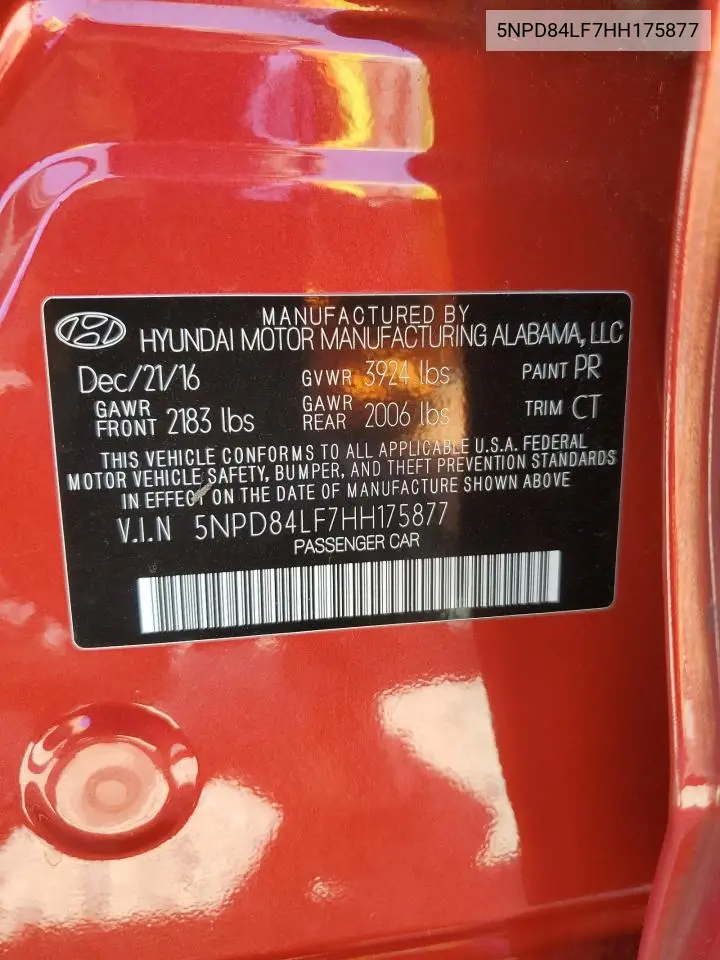 5NPD84LF7HH175877
MANUFACTURED BY
HYUNDAI MOTOR MANUFACTURING ALABAMA, LLC
Dec/21/16 GVWR 3924 lbs PAINT PR
GAWR FRONT 2183 lbs GAWR REAR 2006 lbs TRIM CT
THIS VEHICLE CONFORMS TO ALL APPLICABLE U.S.A. FEDERAL
MOTOR VEHICLE SAFETY, BUMPER, AND THEFT PREVENTION STANDARDS
IN EFFECT ON THE DATE OF MANUFACTURE SHOWN ABOVE
V.I.N 5NPD84LF7HH175877
PASSENGER CAR